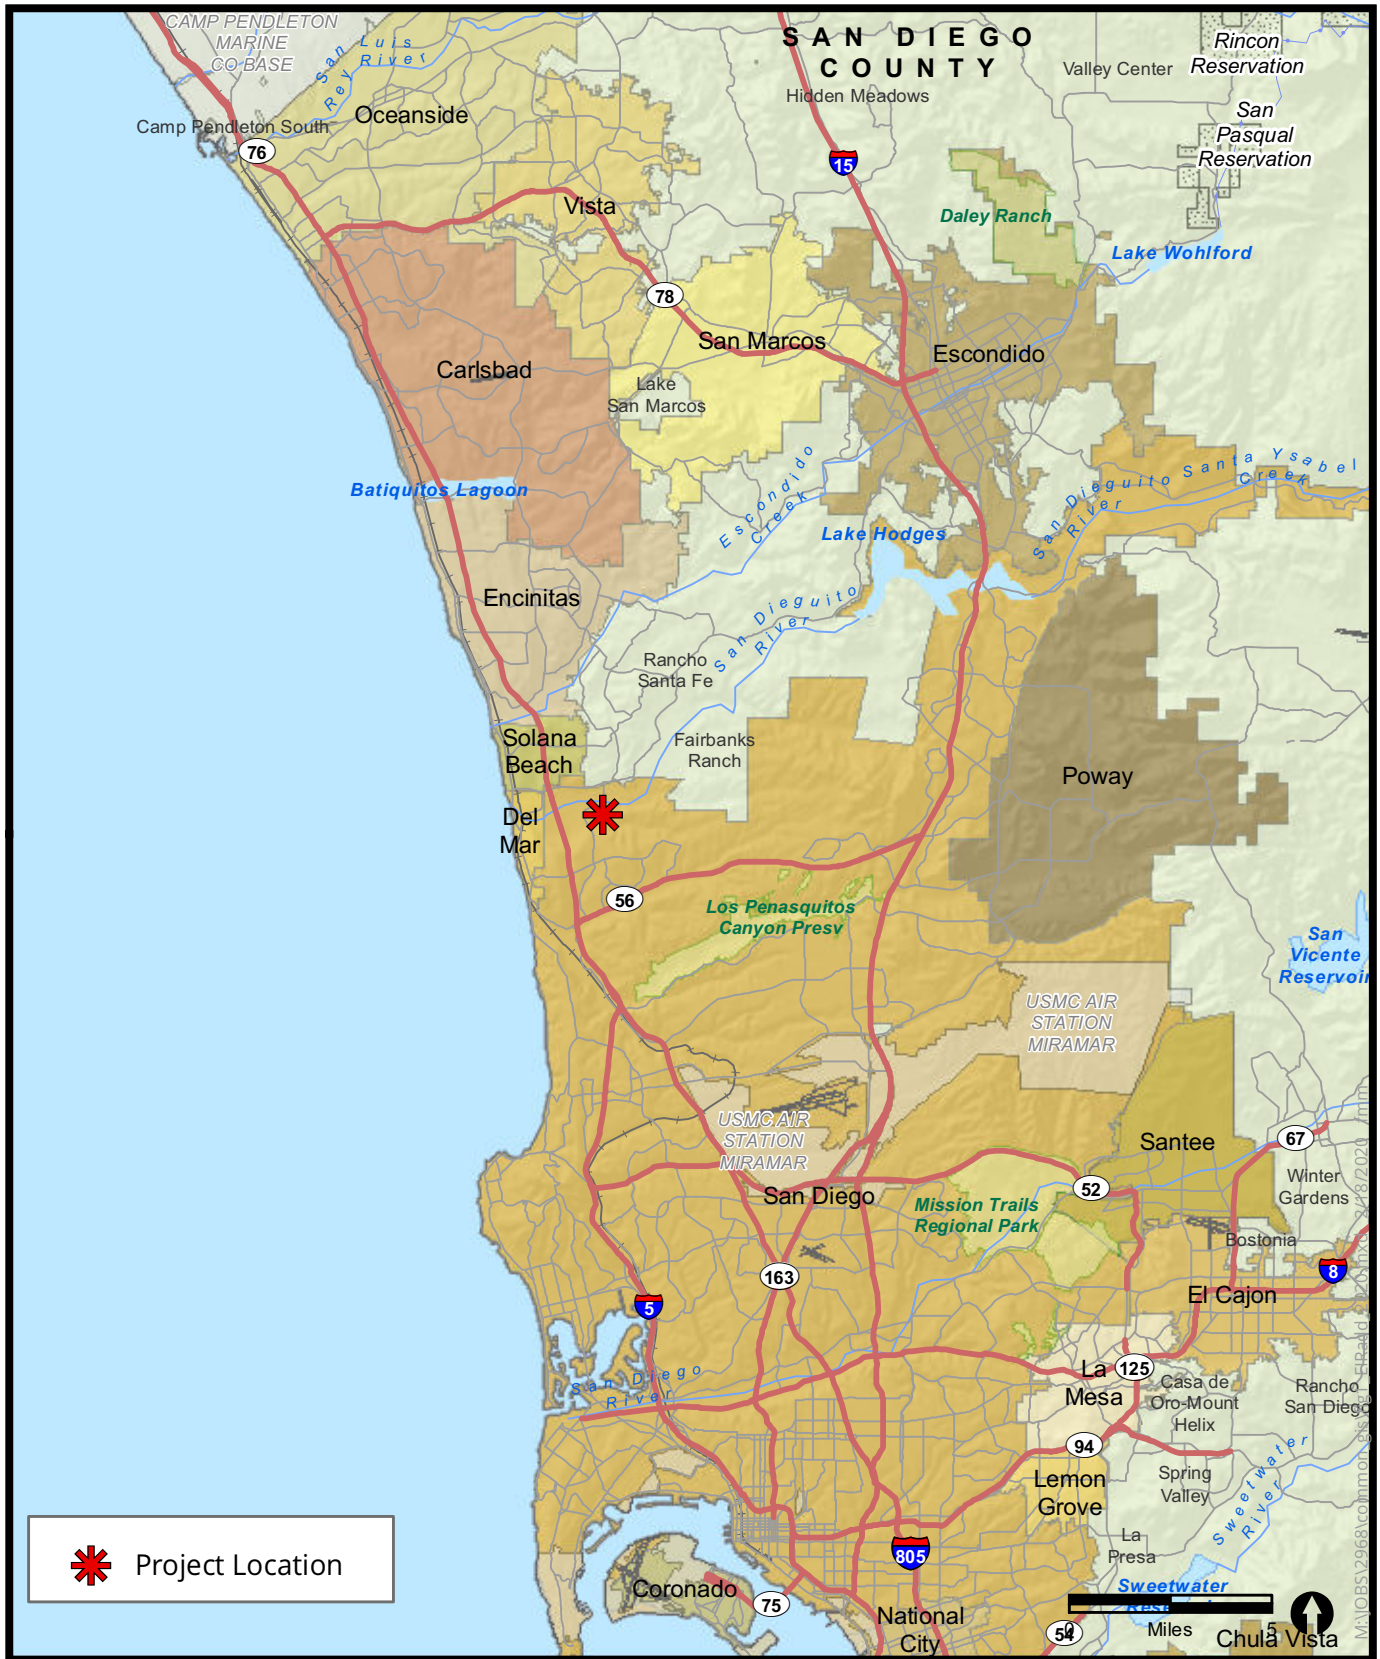 CAMP PENDLETON
MARINE
CO BASE
San Luis
Rey River
SAN DIEGO
COUNTY
Hidden Meadows
Valley Center
Rincon
Reservation
San
Pasqual
Reservation
Oceanside
Camp Pendleton South
76
15
Vista
Daley Ranch
Lake Wohlford
78
San Marcos
Escondido
Carlsbad
Lake
San Marcos
Batiquitos Lagoon
Escondido
Creek
San Dieguito
River
Santa Ysabel
Creek
Lake Hodges
Encinitas
San Dieguito
River
Rancho
Santa Fe
Solana
Beach
Fairbanks
Ranch
Poway
Del
Mar
56
Los Penasquitos
Canyon Presv
San
Vicente
Reservoir
USMC AIR
STATION
MIRAMAR
USMC AIR
STATION
MIRAMAR
Santee
67
Winter
Gardens
San Diego
52
Mission Trails
Regional Park
Bostonia
163
8
5
El Cajon
San Diego
River
La
Mesa
125
Casa de
Oro-Mount
Helix
Rancho
San Diego
94
Lemon
Grove
Spring
Valley
Sweetwater
River
La
Presa
805
Project Location
Coronado
75
Sweetwater
National
City
54
0
5
Miles
Chula Vista